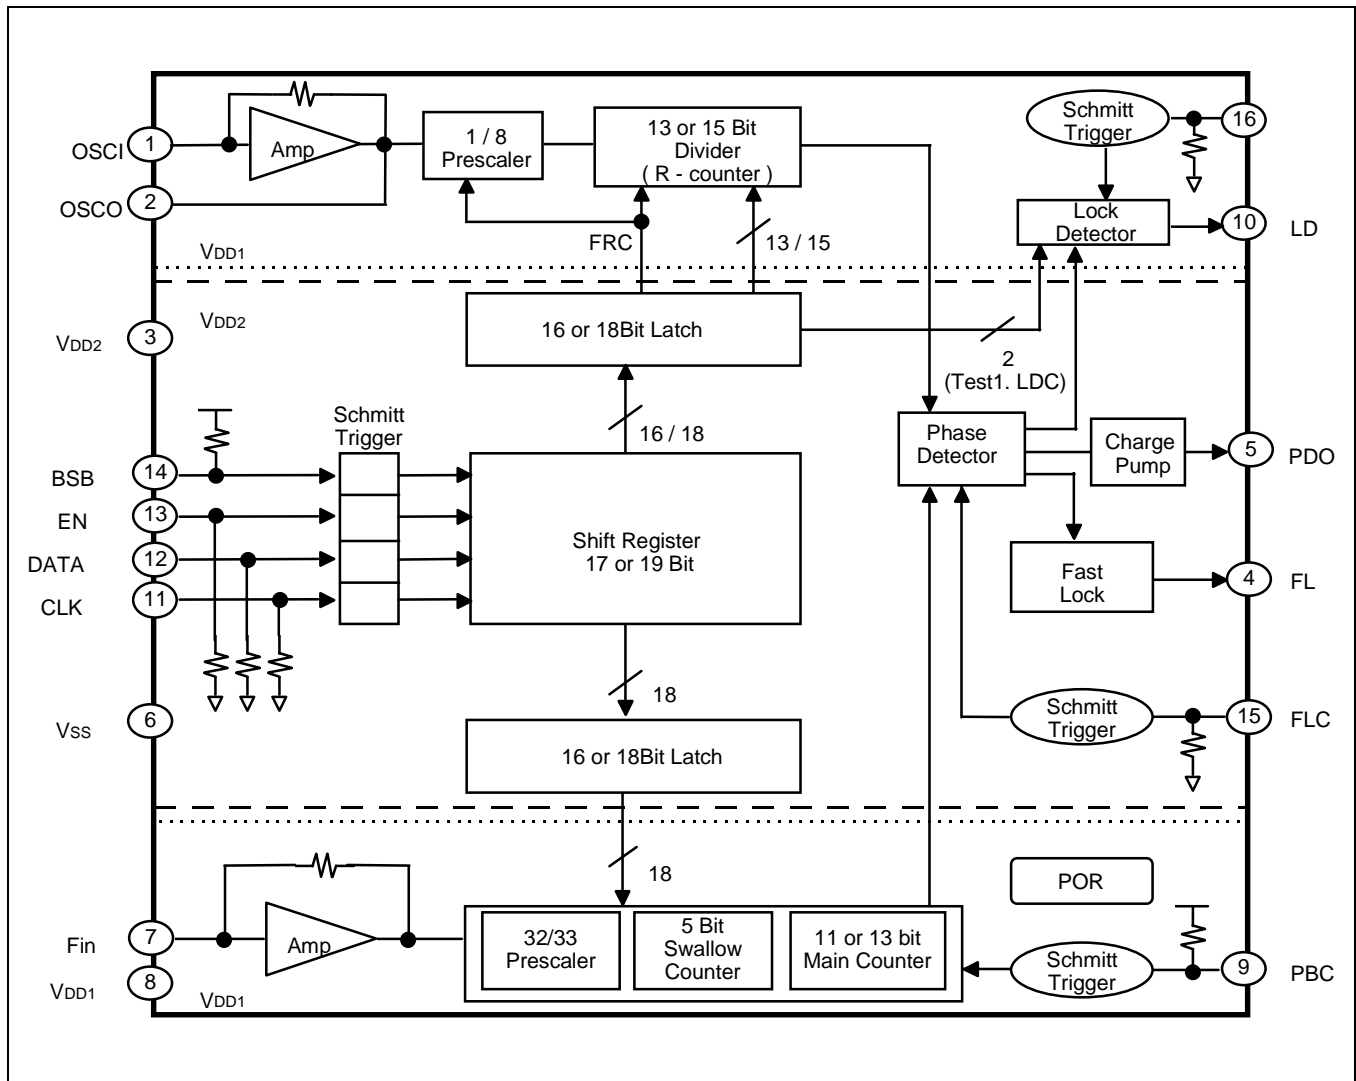 OSCI
1
Amp
1 / 8
Prescaler
13 or 15 Bit
Divider
( R - counter )
Schmitt
Trigger
16
OSCO
2
FRC
13 / 15
Lock
Detector
10
LD
VDD1
VDD2
3
VDD2
16 or 18Bit Latch
2
(Test1. LDC)
Schmitt
Trigger
16 / 18
Phase
Detector
Charge
Pump
5
PDO
BSB
14
EN
13
DATA
12
CLK
11
Shift Register
17 or 19 Bit
Fast
Lock
4
FL
18
Vss
6
16 or 18Bit Latch
Schmitt
Trigger
15
FLC
18
POR
Fin
7
Amp
32/33
Prescaler
5 Bit
Swallow
Counter
11 or 13 bit
Main Counter
Schmitt
Trigger
9
PBC
VDD1
8
VDD1